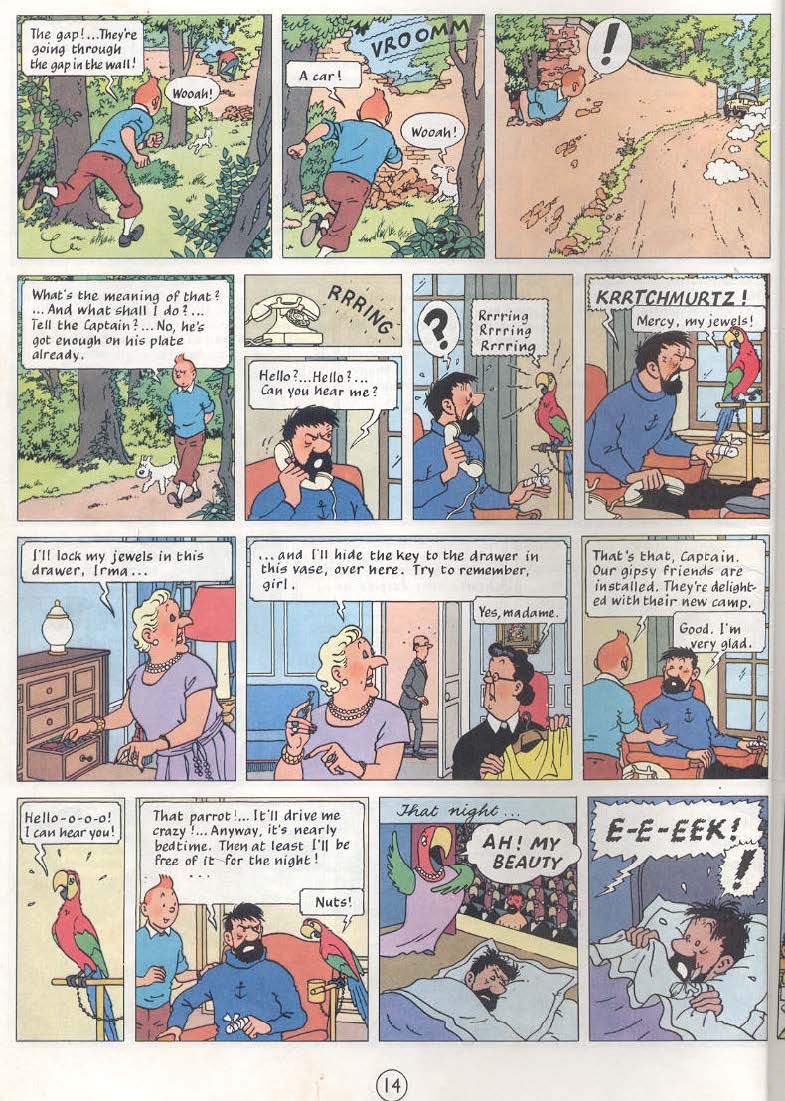 The gap!...They're
going through
the gap in the wall!
Wooah!
VROOMM
A car!
Wooah!
!
What's the meaning of that?
...And what shall I do?...
Tell the Captain?... No, he's
got enough on his plate
already.
RRRING
Hello?...Hello?...
Can you hear me?
?
Rrrring
Rrrring
Rrrring
KRRTCHMURTZ!
Mercy, my jewels!
I'll lock my jewels in this
drawer, Irma...
...and I'll hide the key to the drawer in
this vase, over here. Try to remember,
girl.
Yes, madame.
That's that, Captain.
Our gipsy friends are
installed. They're delight-
ed with their new camp.
Good. I'm
very glad.
Hello-o-o-o!
I can hear you!
That parrot!... It'll drive me
crazy!... Anyway, it's nearly
bedtime. Then at least I'll be
free of it for the night!
...
Nuts!
That night...
AH! MY
BEAUTY
E-E-EEK!
!
14